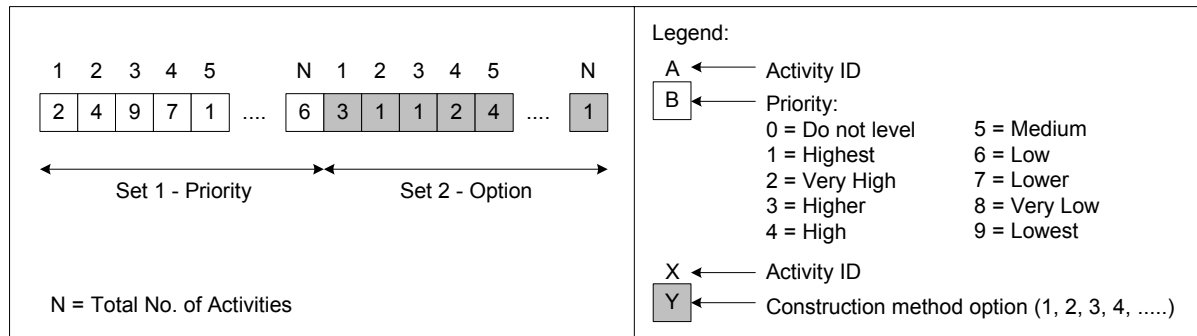 1 2 3 4 5 N 1 2 3 4 5 N
2 4 9 7 1 .... 6 3 1 1 2 4 .... 1
Set 1 - Priority Set 2 - Option
N = Total No. of Activities
Legend:
A Activity ID
B Priority:
0 = Do not level 5 = Medium
1 = Highest 6 = Low
2 = Very High 7 = Lower
3 = Higher 8 = Very Low
4 = High 9 = Lowest
X Activity ID
Y Construction method option (1, 2, 3, 4, .....)